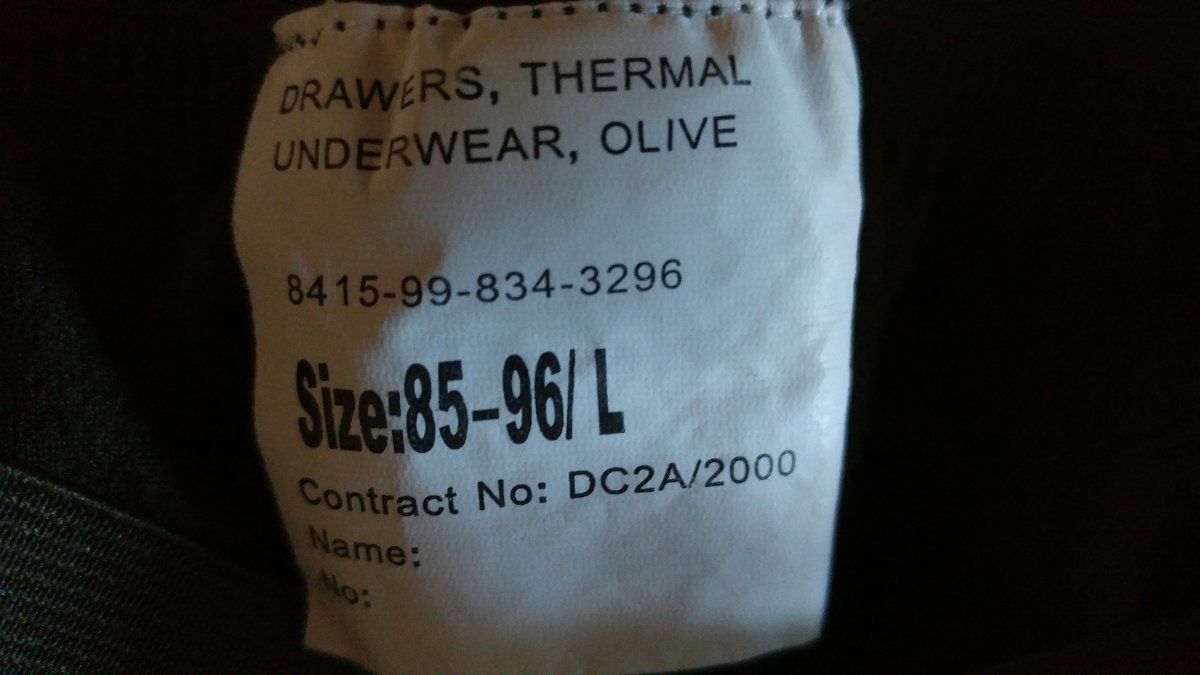 DRAWERS, THERMAL
UNDERWEAR, OLIVE
8415-99-834-3296
Size:85-96/ L
Contract No: DC2A/2000
Name:
No: